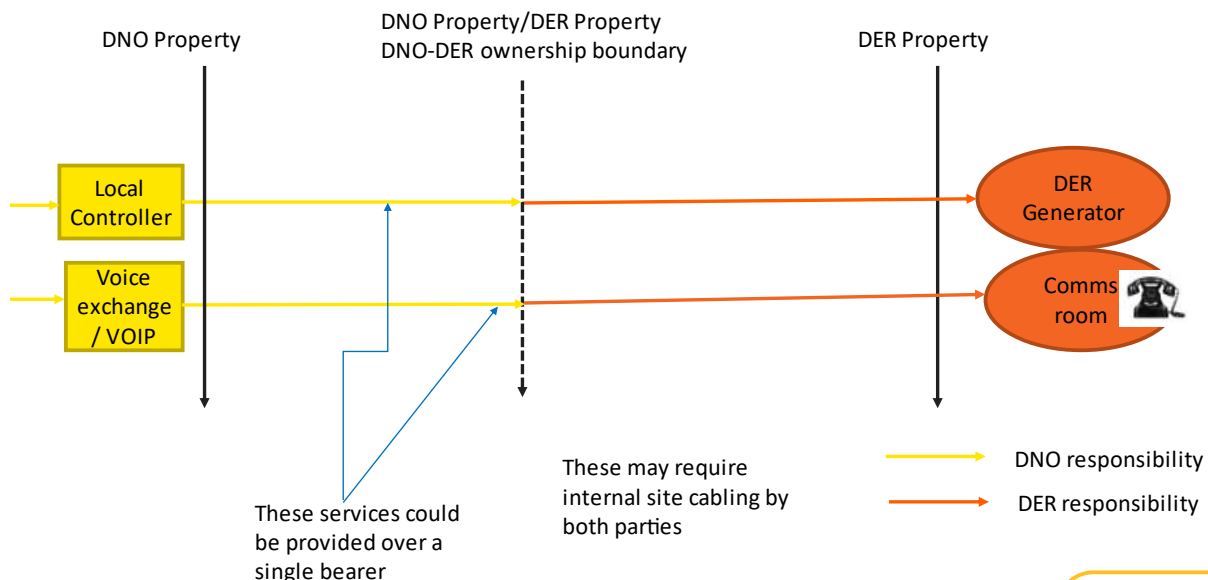 DNO Property
DNO Property/DER Property
DNO-DER ownership boundary
DER Property
Local
Controller
DER
Generator
Voice
exchange
/ VOIP
Comms
room
These services could
be provided over a
single bearer
These may require
internal site cabling by
both parties
DNO responsibility
DER responsibility